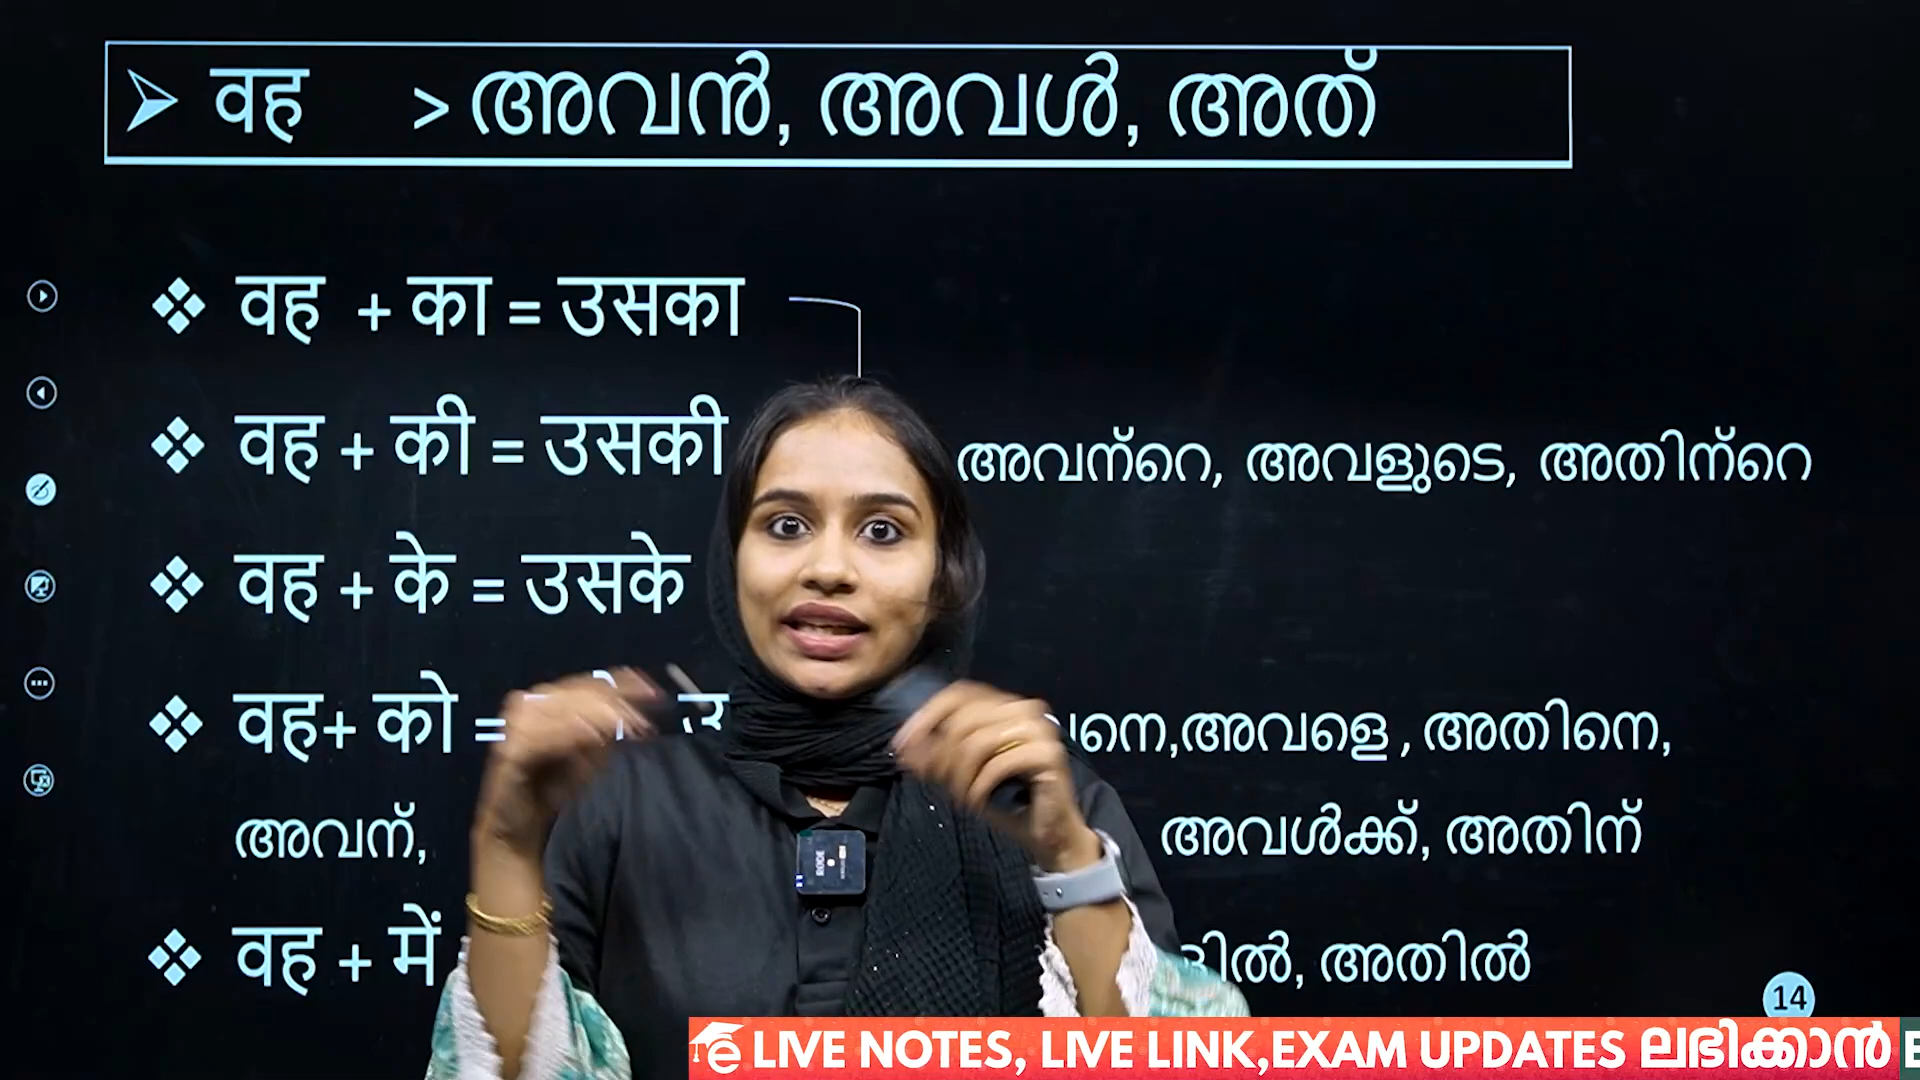 वह > അവൻ, അവൾ, അത്
वह + का = उसका
वह + की = उसकी
അവന്റെ, അവളുടെ, അതിന്റെ
वह + के = उसके
वह+ को =
അവളെ , അതിനെ,
അവന്, അവൾക്ക്, അതിന്
वह + में
അതിൽ
14
RODE
LIVE NOTES, LIVE LINK,EXAM UPDATES ലഭിക്കാൻ E